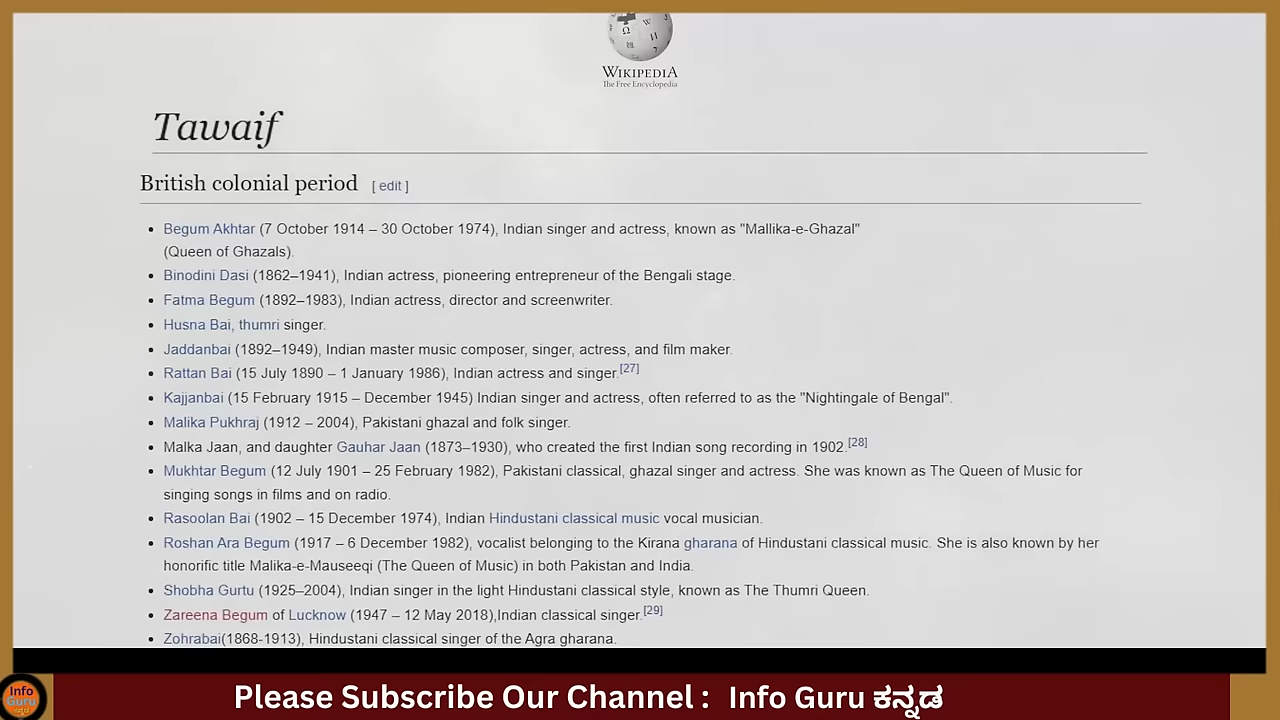 WIKIPEDIA
The Free Encyclopedia
Tawaif
British colonial period [ edit ]
• Begum Akhtar (7 October 1914 – 30 October 1974), Indian singer and actress, known as "Mallika-e-Ghazal"
(Queen of Ghazals).
• Binodini Dasi (1862–1941), Indian actress, pioneering entrepreneur of the Bengali stage.
• Fatma Begum (1892–1983), Indian actress, director and screenwriter.
• Husna Bai, thumri singer.
• Jaddanbai (1892–1949), Indian master music composer, singer, actress, and film maker.
• Rattan Bai (15 July 1890 – 1 January 1986), Indian actress and singer.[27]
• Kajjanbai (15 February 1915 – December 1945) Indian singer and actress, often referred to as the "Nightingale of Bengal".
• Malika Pukhraj (1912 – 2004), Pakistani ghazal and folk singer.
• Malka Jaan, and daughter Gauhar Jaan (1873–1930), who created the first Indian song recording in 1902.[28]
• Mukhtar Begum (12 July 1901 – 25 February 1982), Pakistani classical, ghazal singer and actress. She was known as The Queen of Music for
singing songs in films and on radio.
• Rasoolan Bai (1902 – 15 December 1974), Indian Hindustani classical music vocal musician.
• Roshan Ara Begum (1917 – 6 December 1982), vocalist belonging to the Kirana gharana of Hindustani classical music. She is also known by her
honorific title Malika-e-Mauseeqi (The Queen of Music) in both Pakistan and India.
• Shobha Gurtu (1925–2004), Indian singer in the light Hindustani classical style, known as The Thumri Queen.
• Zareena Begum of Lucknow (1947 – 12 May 2018),Indian classical singer.[29]
• Zohrabai(1868-1913), Hindustani classical singer of the Agra gharana.
Info
Guru
ಕನ್ನಡ
Please Subscribe Our Channel : Info Guru ಕನ್ನಡ